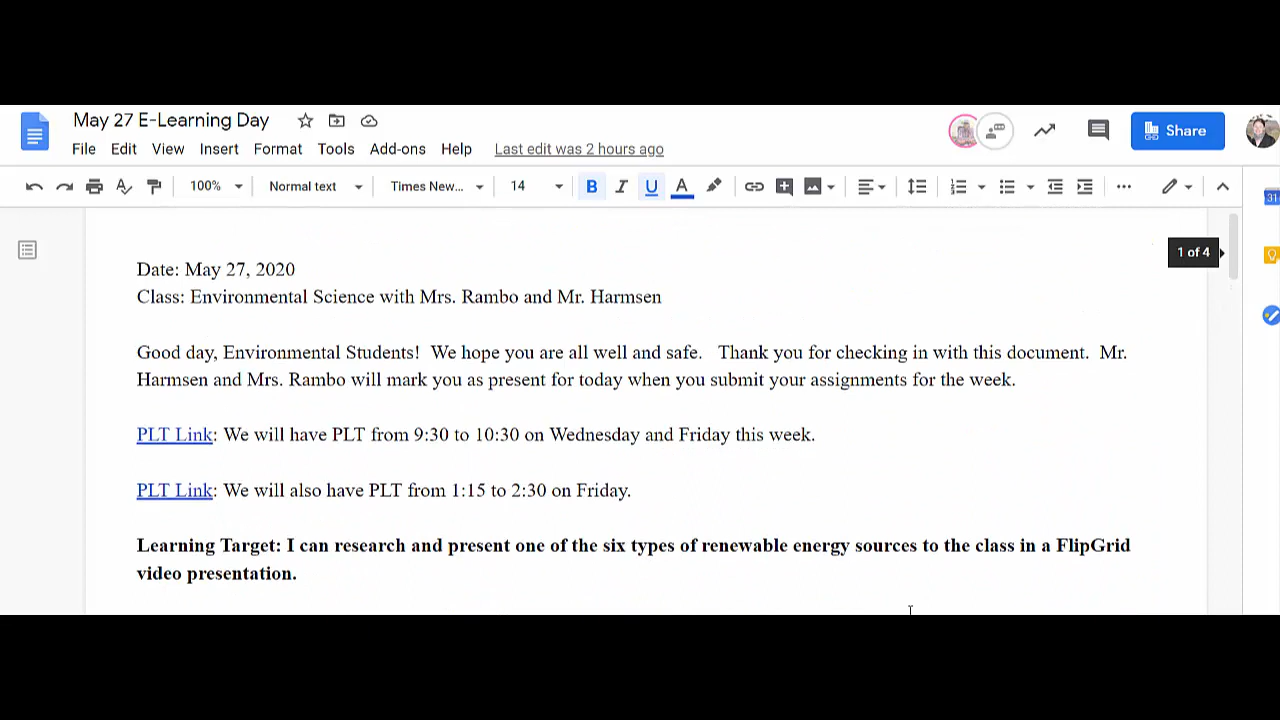 May 27 E-Learning Day
File Edit View Insert Format Tools Add-ons Help Last edit was 2 hours ago
Share
100% Normal text Times New... 14 B I U A
31
1 of 4
Date: May 27, 2020
Class: Environmental Science with Mrs. Rambo and Mr. Harmsen
Good day, Environmental Students!  We hope you are all well and safe.   Thank you for checking in with this document.  Mr.
Harmsen and Mrs. Rambo will mark you as present for today when you submit your assignments for the week.
PLT Link: We will have PLT from 9:30 to 10:30 on Wednesday and Friday this week.
PLT Link: We will also have PLT from 1:15 to 2:30 on Friday.
Learning Target: I can research and present one of the six types of renewable energy sources to the class in a FlipGrid
video presentation.